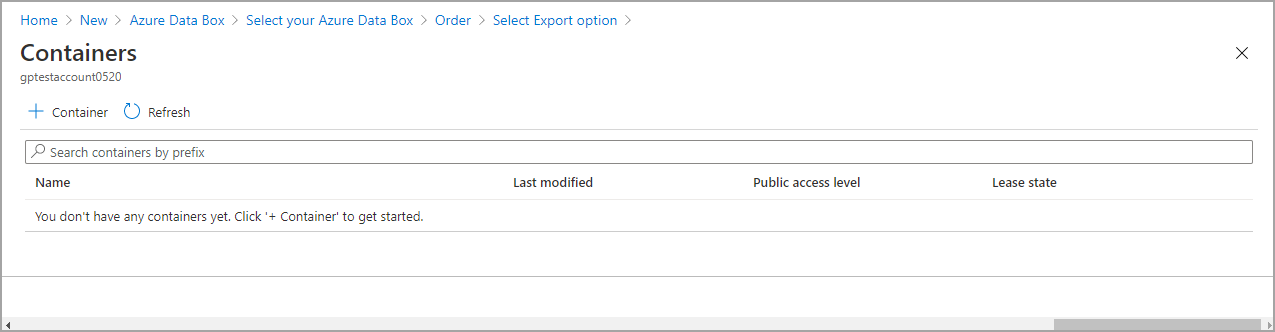 Home > New > Azure Data Box > Select your Azure Data Box > Order > Select Export option >
Containers
gptestaccount0520
+ Container Refresh
Search containers by prefix
Name Last modified Public access level Lease state
You don't have any containers yet. Click '+ Container' to get started.